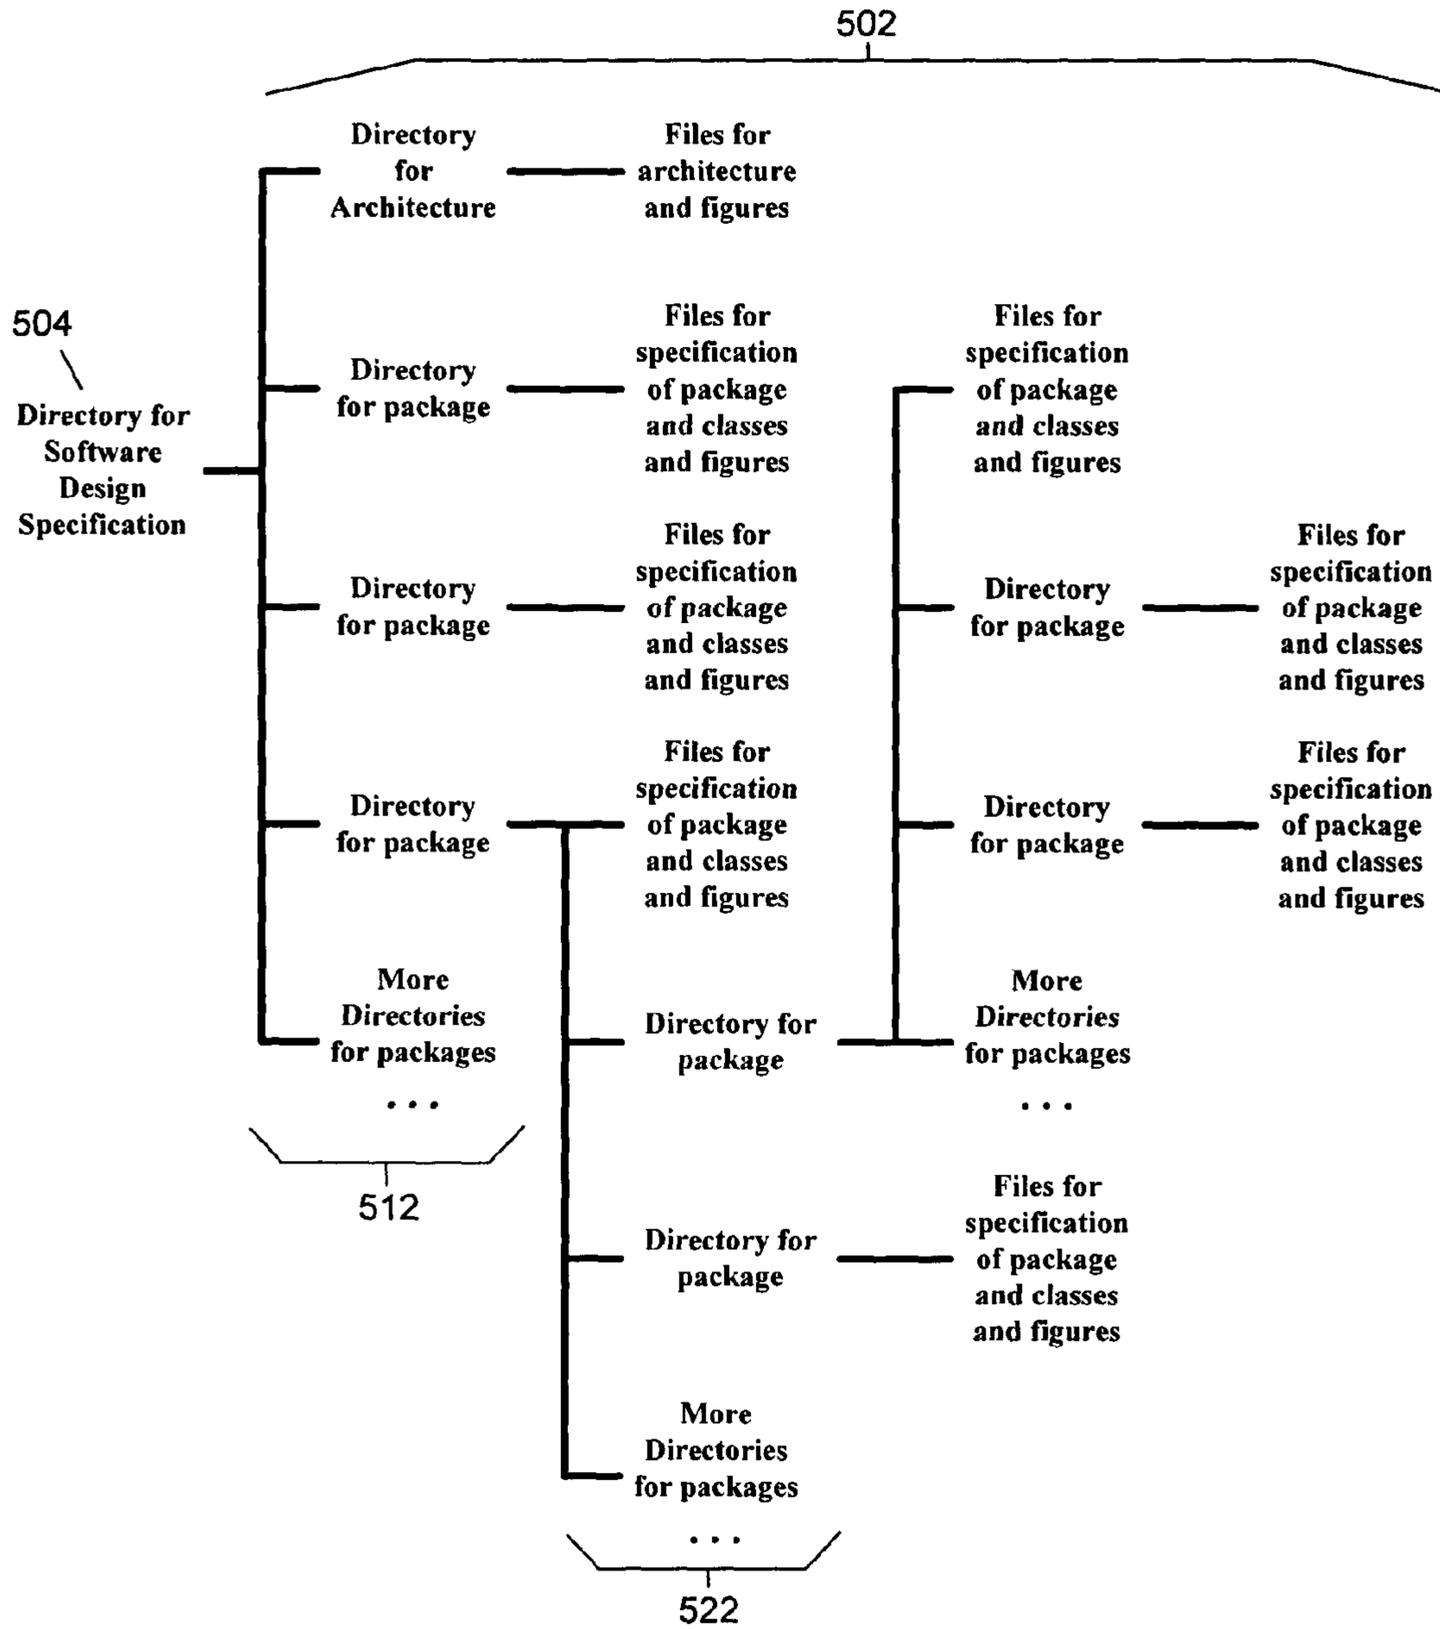 502
Directory
for
Architecture
Files for
architecture
and figures
504
Directory for
Software
Design
Specification
Directory
for package
Files for
specification
of package
and classes
and figures
Files for
specification
of package
and classes
and figures
Directory
for package
Files for
specification
of package
and classes
and figures
Directory
for package
Files for
specification
of package
and classes
and figures
Directory
for package
Files for
specification
of package
and classes
and figures
Directory
for package
Files for
specification
of package
and classes
and figures
More
Directories
for packages
...
Directory for
package
More
Directories
for packages
...
512
Directory for
package
Files for
specification
of package
and classes
and figures
More
Directories
for packages
...
522